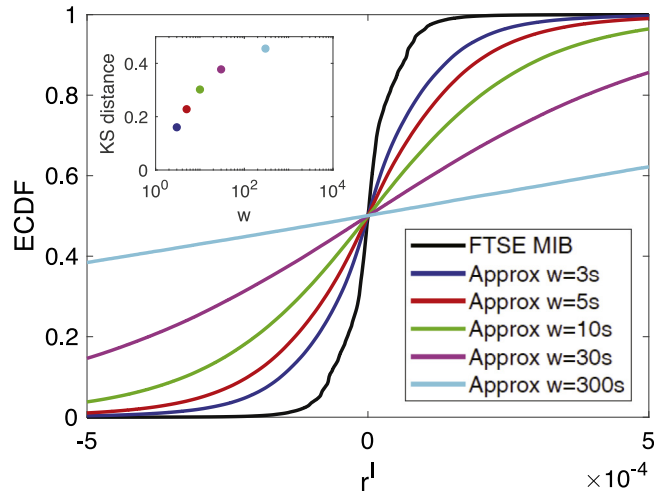 1
0.8
0.6
0.4
0.2
0
ECDF
KS distance
0.4
0.2
0
10^0
10^2
10^4
w
FTSE MIB
Approx w=3s
Approx w=5s
Approx w=10s
Approx w=30s
Approx w=300s
-5
0
5
×10^-4
r^I